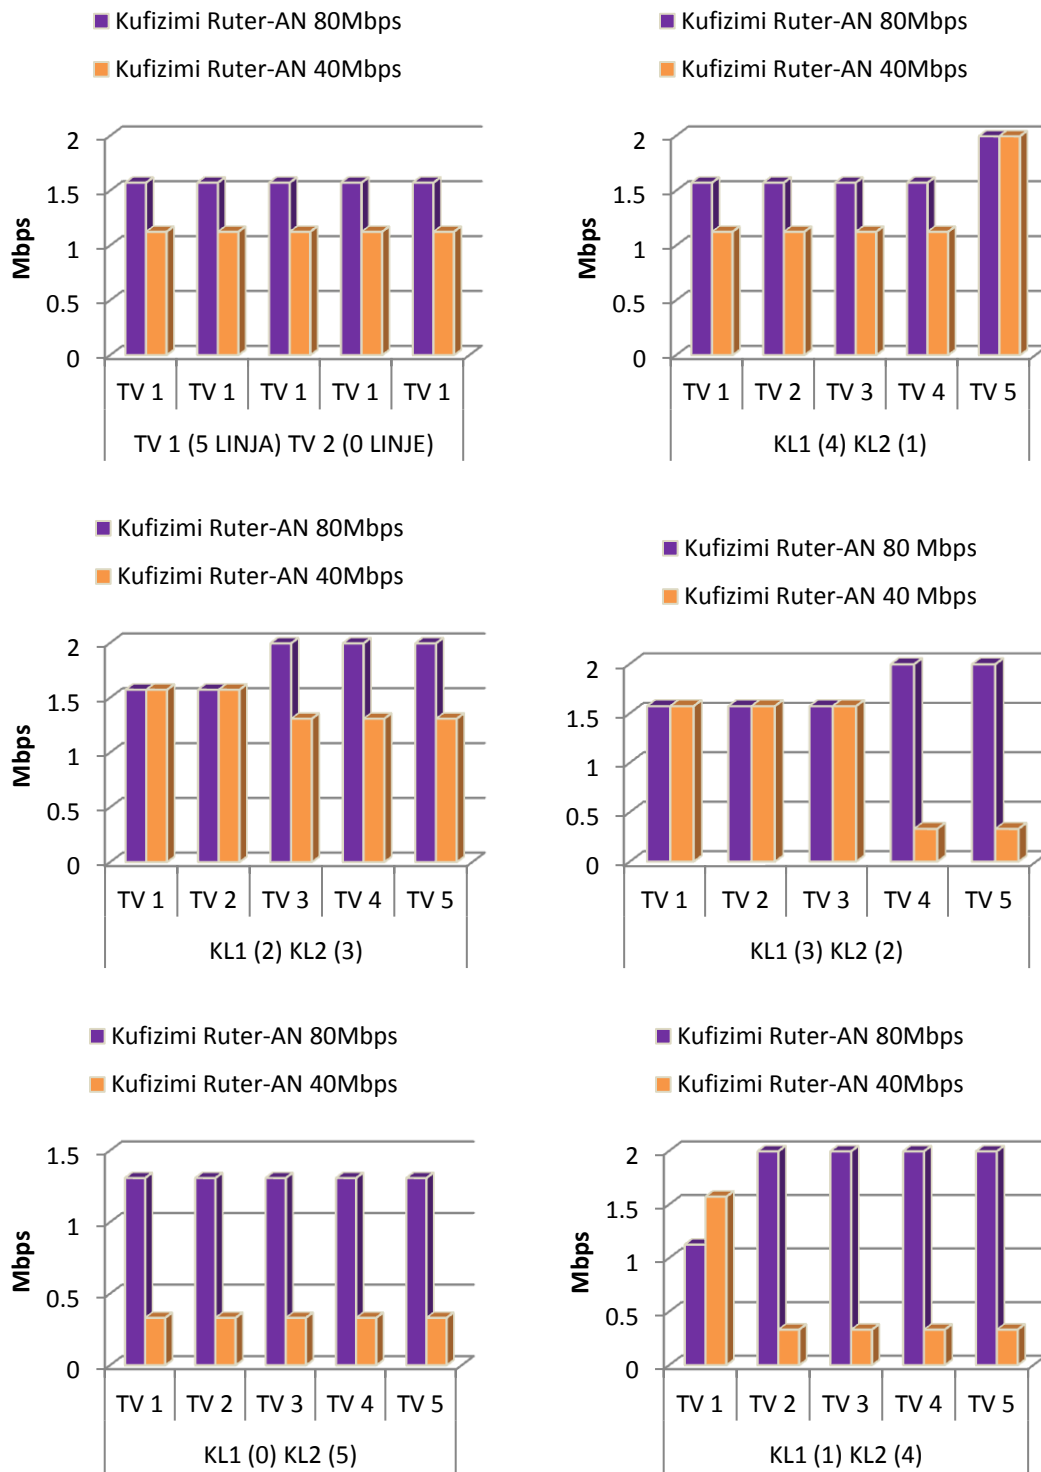 Kufizimi Ruter-AN 80Mbps
Kufizimi Ruter-AN 40Mbps
2
1.5
1
0.5
0
Mbps
TV 1 TV 1 TV 1 TV 1 TV 1
TV 1 (5 LINJA) TV 2 (0 LINJE)
Kufizimi Ruter-AN 80Mbps
Kufizimi Ruter-AN 40Mbps
2
1.5
1
0.5
0
Mbps
TV 1 TV 2 TV 3 TV 4 TV 5
KL1 (4) KL2 (1)
Kufizimi Ruter-AN 80Mbps
Kufizimi Ruter-AN 40Mbps
2
1.5
1
0.5
0
Mbps
TV 1 TV 2 TV 3 TV 4 TV 5
KL1 (2) KL2 (3)
Kufizimi Ruter-AN 80 Mbps
Kufizimi Ruter-AN 40 Mbps
2
1.5
1
0.5
0
TV 1 TV 2 TV 3 TV 4 TV 5
KL1 (3) KL2 (2)
Kufizimi Ruter-AN 80Mbps
Kufizimi Ruter-AN 40Mbps
1.5
1
0.5
0
Mbps
TV 1 TV 2 TV 3 TV 4 TV 5
KL1 (0) KL2 (5)
Kufizimi Ruter-AN 80Mbps
Kufizimi Ruter-AN 40Mbps
2
1.5
1
0.5
0
Mbps
TV 1 TV 2 TV 3 TV 4 TV 5
KL1 (1) KL2 (4)